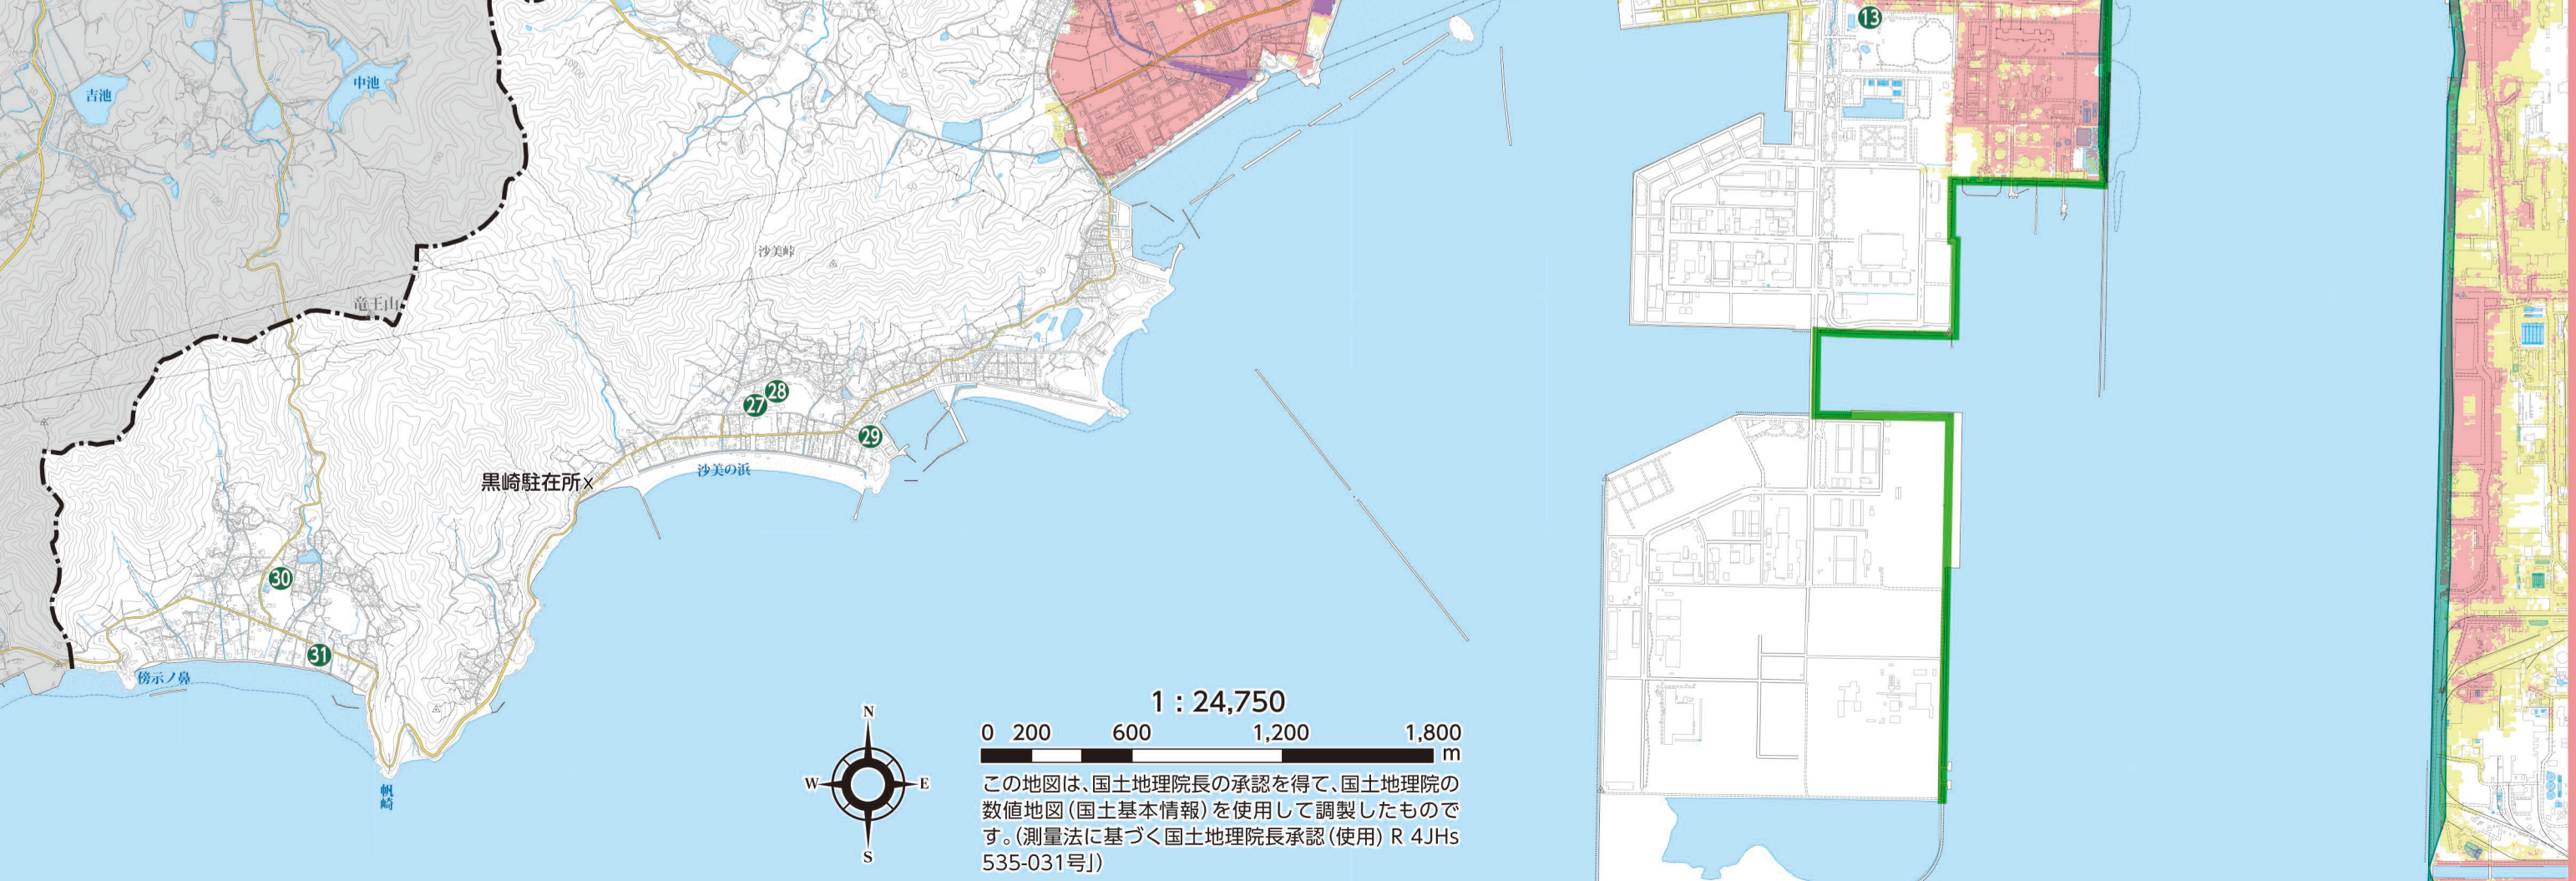 13
中池
吉池
100
50
沙美峠
50
竜王山
28
27
29
沙美の浜
黒崎駐在所
30
31
傍示ノ鼻
帆崎
N
W
E
S
1：24,750
0 200 600 1,200 1,800
m
この地図は、国土地理院長の承認を得て、国土地理院の
数値地図（国土基本情報）を使用して調製したもので
す。（測量法に基づく国土地理院長承認（使用） R 4JHs
535-031号」）